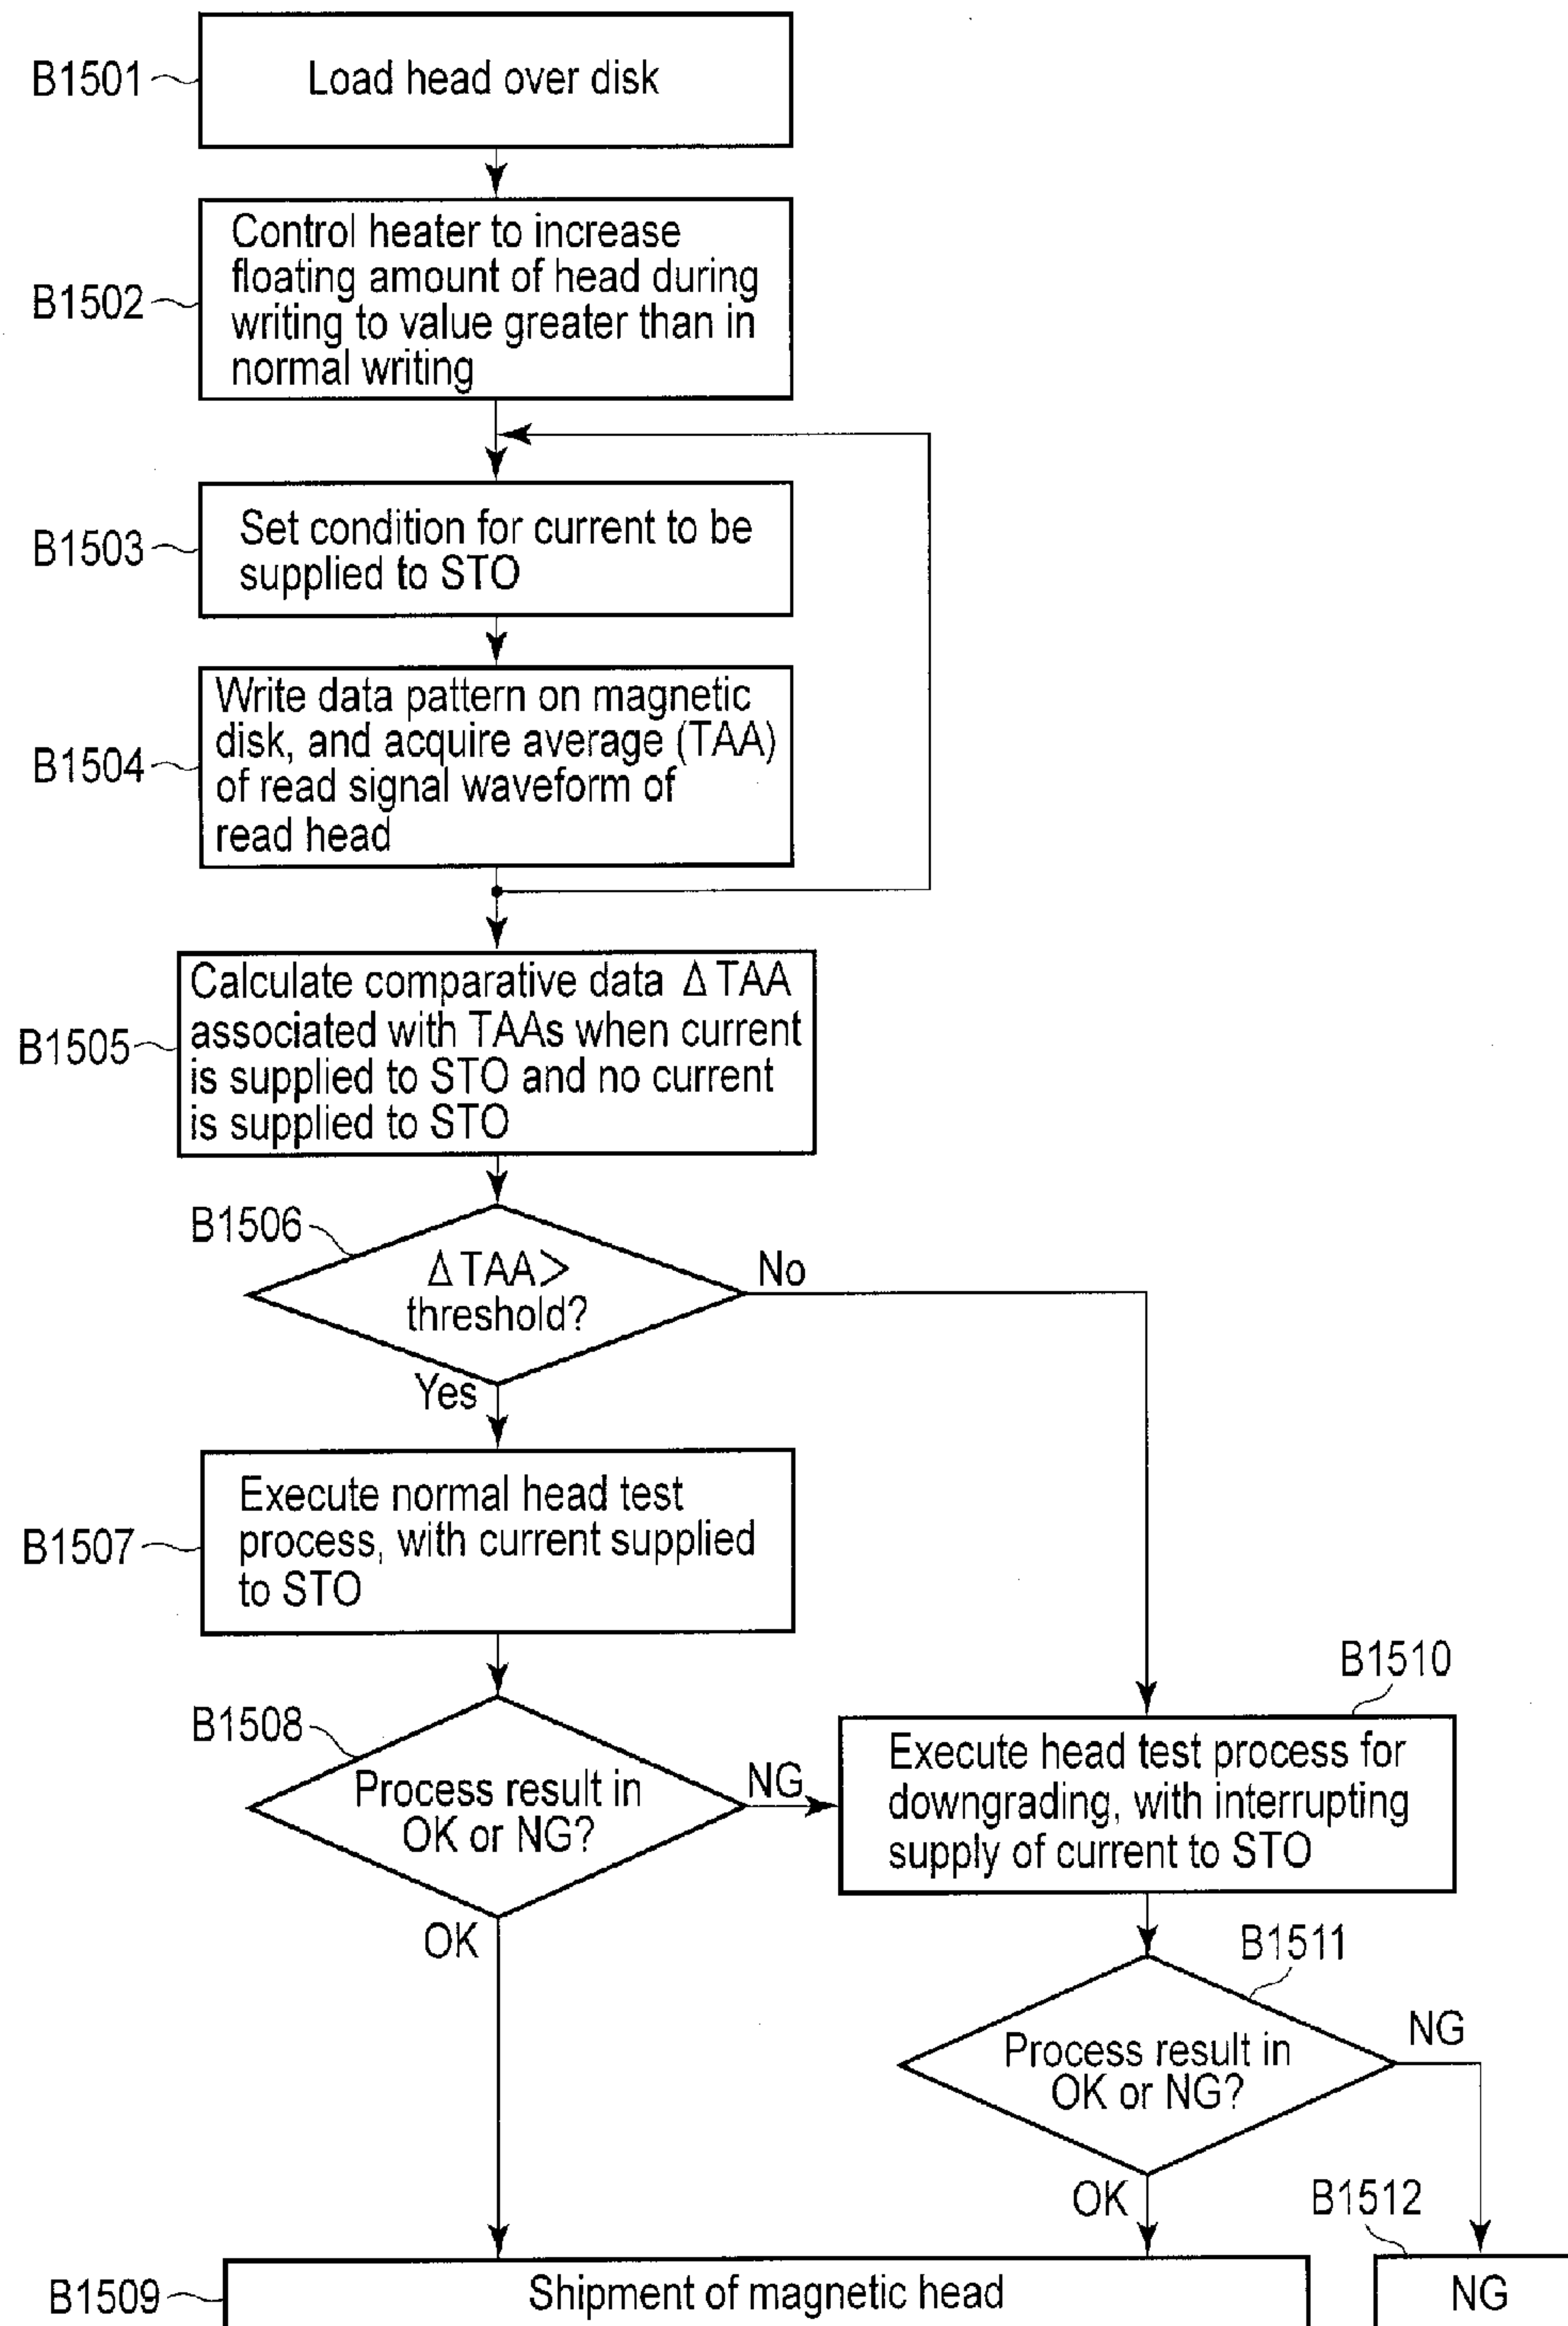 B1501
Load head over disk
B1502
Control heater to increase
floating amount of head during
writing to value greater than in
normal writing
B1503
Set condition for current to be
supplied to STO
B1504
Write data pattern on magnetic
disk, and acquire average (TAA)
of read signal waveform of
read head
B1505
Calculate comparative data Δ TAA
associated with TAAs when current
is supplied to STO and no current
is supplied to STO
B1506
Δ TAA>
threshold?
No
Yes
B1507
Execute normal head test
process, with current supplied
to STO
B1508
Process result in
OK or NG?
NG
OK
B1510
Execute head test process for
downgrading, with interrupting
supply of current to STO
B1511
Process result in
OK or NG?
NG
OK
B1509
Shipment of magnetic head
B1512
NG